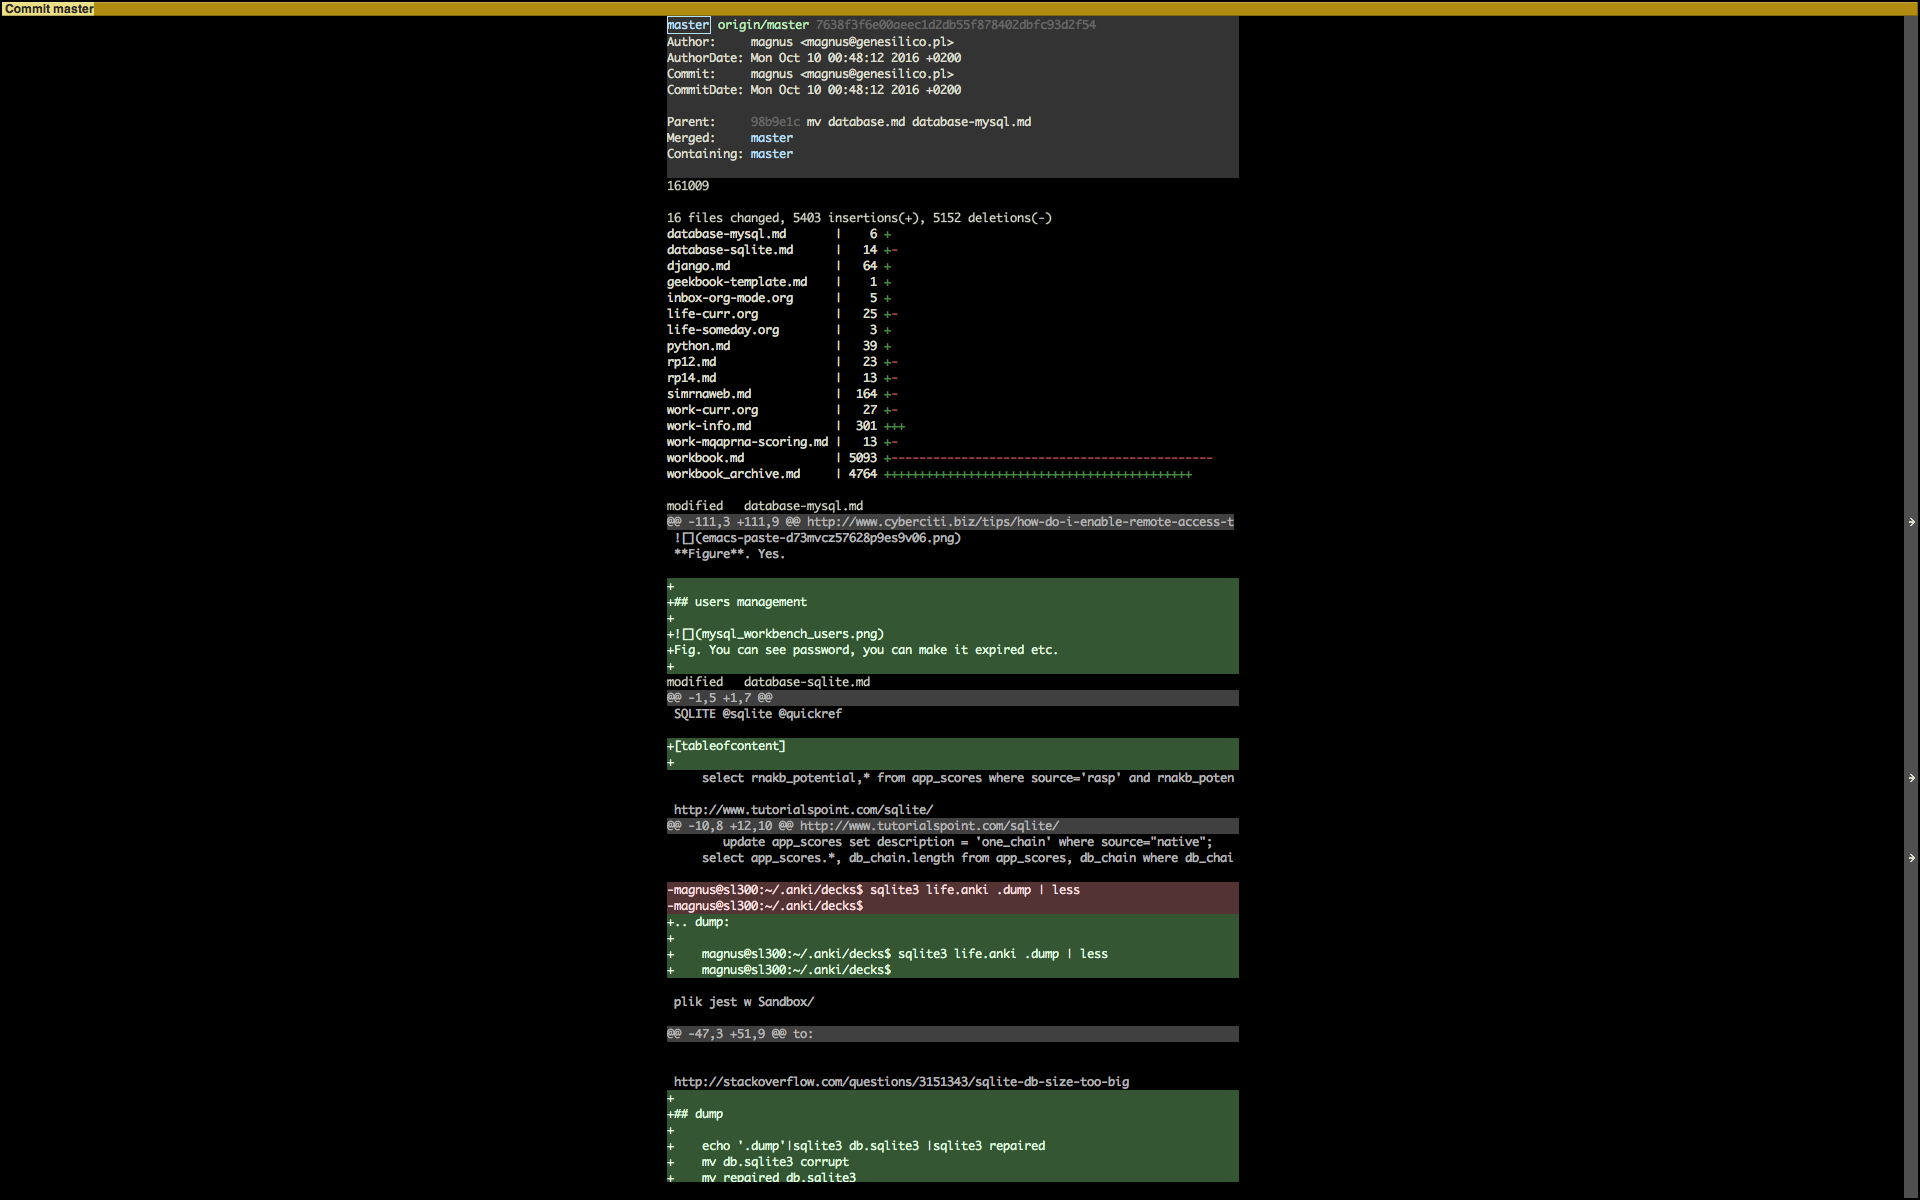 Commit master
master origin/master 7638f3f6e00aeec1d2db55f878402dbfc93d2f54
Author:     magnus <magnus@genesilico.pl>
AuthorDate: Mon Oct 10 00:48:12 2016 +0200
Commit:     magnus <magnus@genesilico.pl>
CommitDate: Mon Oct 10 00:48:12 2016 +0200
Parent:     98b9e1c mv database.md database-mysql.md
Merged:     master
Containing: master
161009
16 files changed, 5403 insertions(+), 5152 deletions(-)
database-mysql.md       |    6 +
database-sqlite.md      |   14 +-
django.md               |   64 +
geekbook-template.md    |    1 +
inbox-org-mode.org      |    5 +
life-curr.org           |   25 +-
life-someday.org        |    3 +
python.md               |   39 +
rp12.md                 |   23 +-
rp14.md                 |   13 +-
simrnaweb.md            |  164 +-
work-curr.org           |   27 +-
work-info.md            |  301 +++
work-mqaprna-scoring.md |   13 +-
workbook.md             | 5093 +----------------------------------------------
workbook_archive.md     | 4764 ++++++++++++++++++++++++++++++++++++++++++++
modified   database-mysql.md
@@ -111,3 +111,9 @@ http://www.cyberciti.biz/tips/how-do-i-enable-remote-access-t
 ![](emacs-paste-d73mvcz57628p9es9v06.png)
 **Figure**. Yes.
+
+## users management
+
+![](mysql_workbench_users.png)
+Fig. You can see password, you can make it expired etc.
+
modified   database-sqlite.md
@@ -1,5 +1,7 @@
 SQLITE @sqlite @quickref
+[tableofcontent]
+
     select rnakb_potential,* from app_scores where source='rasp' and rnakb_poten
 http://www.tutorialspoint.com/sqlite/
@@ -10,8 +12,10 @@ http://www.tutorialspoint.com/sqlite/
        update app_scores set description = 'one_chain' where source="native";
     select app_scores.*, db_chain.length from app_scores, db_chain where db_chai
-magnus@sl300:~/.anki/decks$ sqlite3 life.anki .dump | less
-magnus@sl300:~/.anki/decks$
+.. dump:
+
+    magnus@sl300:~/.anki/decks$ sqlite3 life.anki .dump | less
+    magnus@sl300:~/.anki/decks$
 plik jest w Sandbox/
@@ -47,3 +51,9 @@ to:
 http://stackoverflow.com/questions/3151343/sqlite-db-size-too-big
+
+## dump
+
+    echo '.dump'|sqlite3 db.sqlite3 |sqlite3 repaired
+    mv db.sqlite3 corrupt
+    mv repaired db.sqlite3